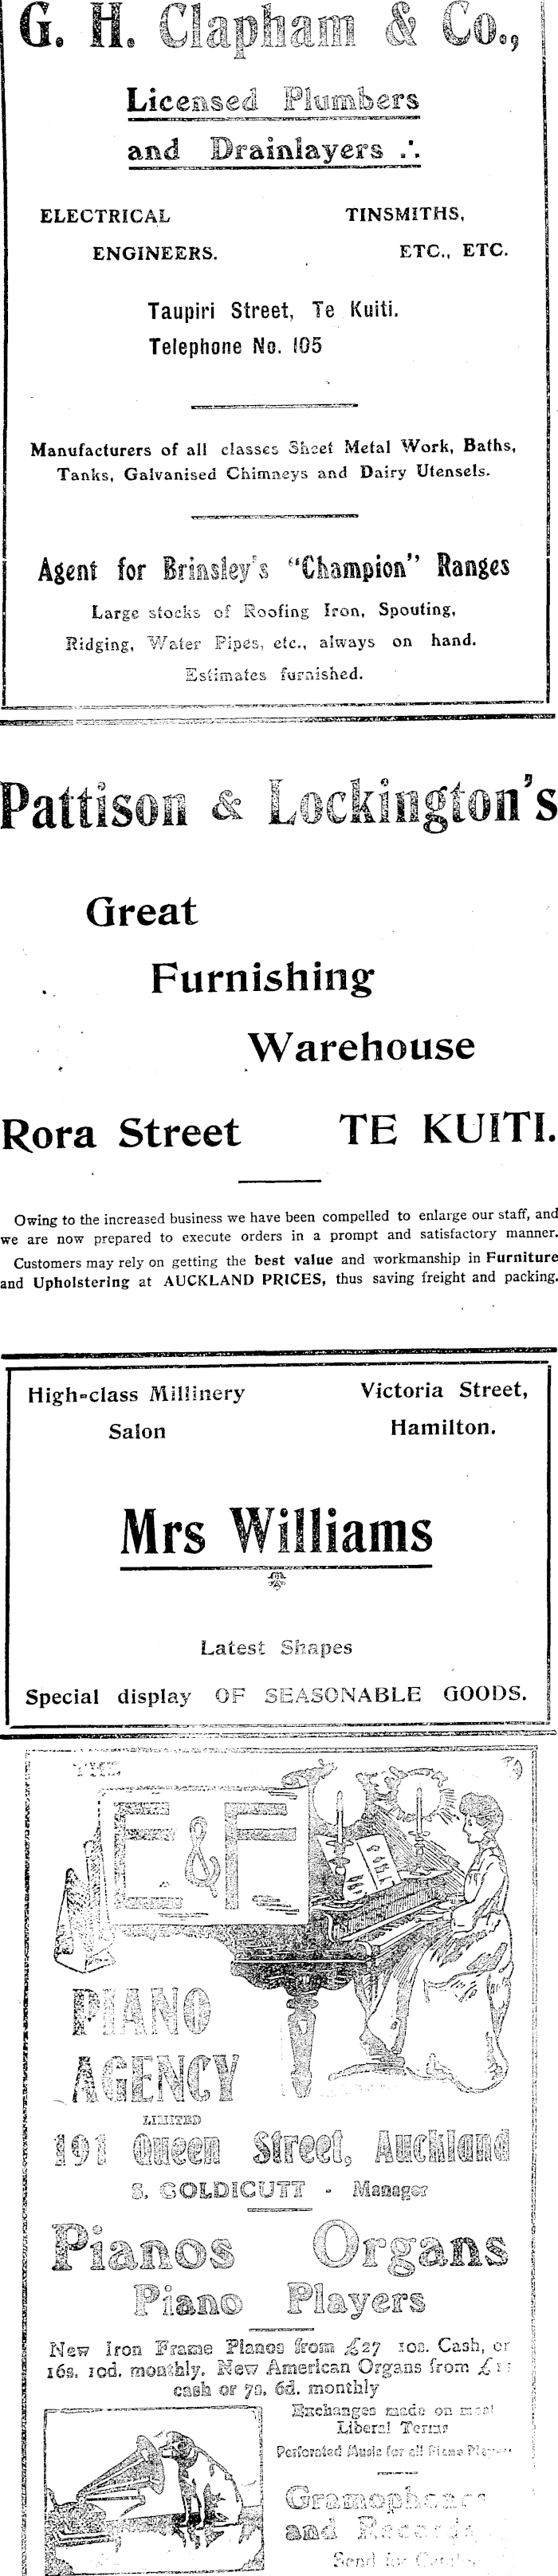 G. H. Clapham & Co.,
Licensed Plumbers
and Drainlayers ∴
ELECTRICAL TINSMITHS,
ENGINEERS. ETC., ETC.
Taupiri Street, Te Kuiti.
Telephone No. 105
Manufacturers of all classes Sheet Metal Work, Baths,
Tanks, Galvanised Chimneys and Dairy Utensels.
Agent for Brinsley's "Champion" Ranges
Large stocks of Roofing Iron, Spouting,
Ridging, Water Pipes, etc., always on hand.
Estimates furnished.
Pattison & Lockington's
Great
Furnishing
Warehouse
Rora Street TE KUITI.
Owing to the increased business we have been compelled to enlarge our staff, and
we are now prepared to execute orders in a prompt and satisfactory manner.
Customers may rely on getting the best value and workmanship in Furniture
and Upholstering at AUCKLAND PRICES, thus saving freight and packing.
High-class Millinery Victoria Street,
Salon Hamilton.
Mrs Williams
Latest Shapes
Special display OF SEASONABLE GOODS.
THE
E & F
PIANO
AGENCY
LIMITED
191 Queen Street, Auckland
S. GOLDICUTT - Manager
Pianos Organs
Piano Players
New Iron Frame Pianos from £27 10s. Cash, or
16s. 10d. monthly. New American Organs from
cash or 7s. 6d. monthly
Exchanges made on most
Liberal Terms
Perforated Music for all Piano Players
Gramophones
and Records
Send for